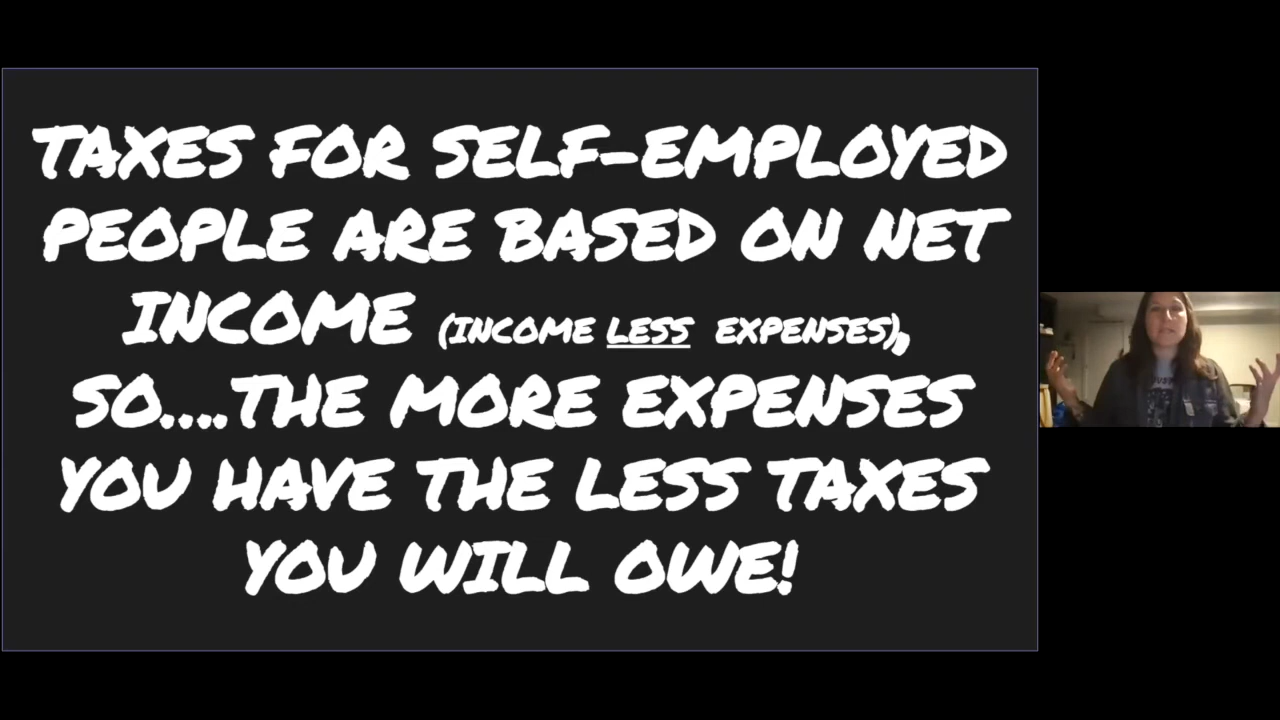 TAXES FOR SELF-EMPLOYED
PEOPLE ARE BASED ON NET
INCOME (INCOME LESS EXPENSES),
SO....THE MORE EXPENSES
YOU HAVE THE LESS TAXES
YOU WILL OWE!